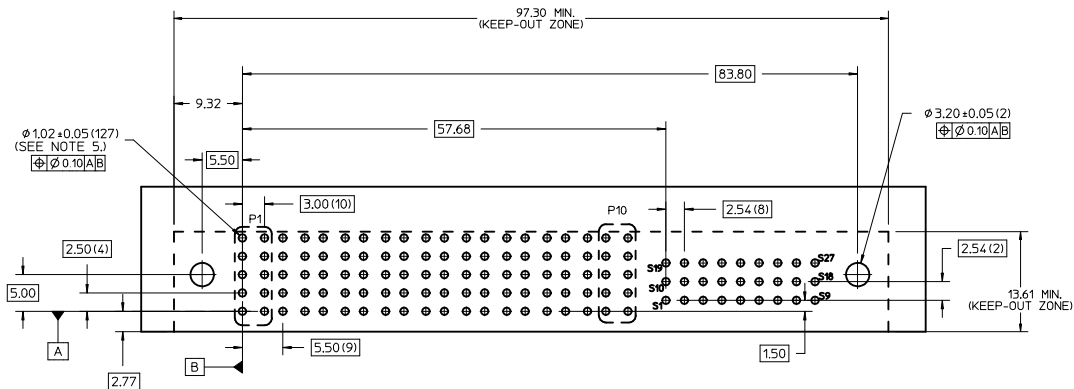 97.30 MIN.
(KEEP-OUT ZONE)
83.80
9.32
57.68
⌀1.02±0.05(127)
(SEE NOTE 5.)
⌖ ⌀ 0.10 A B
⌀3.20±0.05(2)
⌖ ⌀ 0.10 A B
5.50
3.00(10)
P1
P10
2.54(8)
2.50(4)
5.00
S19
S27
S10
S18
S1
S9
2.54(2)
13.61 MIN.
(KEEP-OUT ZONE)
A
B
5.50(9)
1.50
2.77